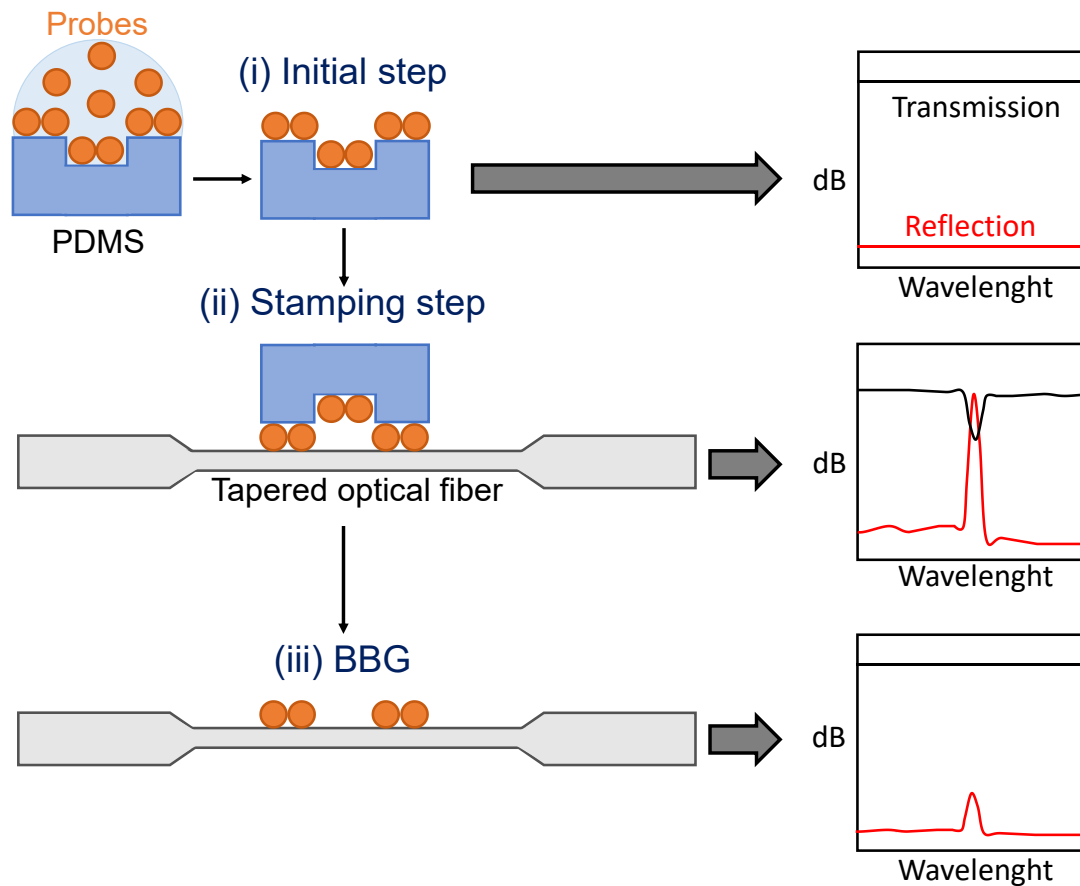 Probes
(i) Initial step
PDMS
Transmission
dB
Reflection
Wavelenght
(ii) Stamping step
Tapered optical fiber
dB
Wavelenght
(iii) BBG
dB
Wavelenght